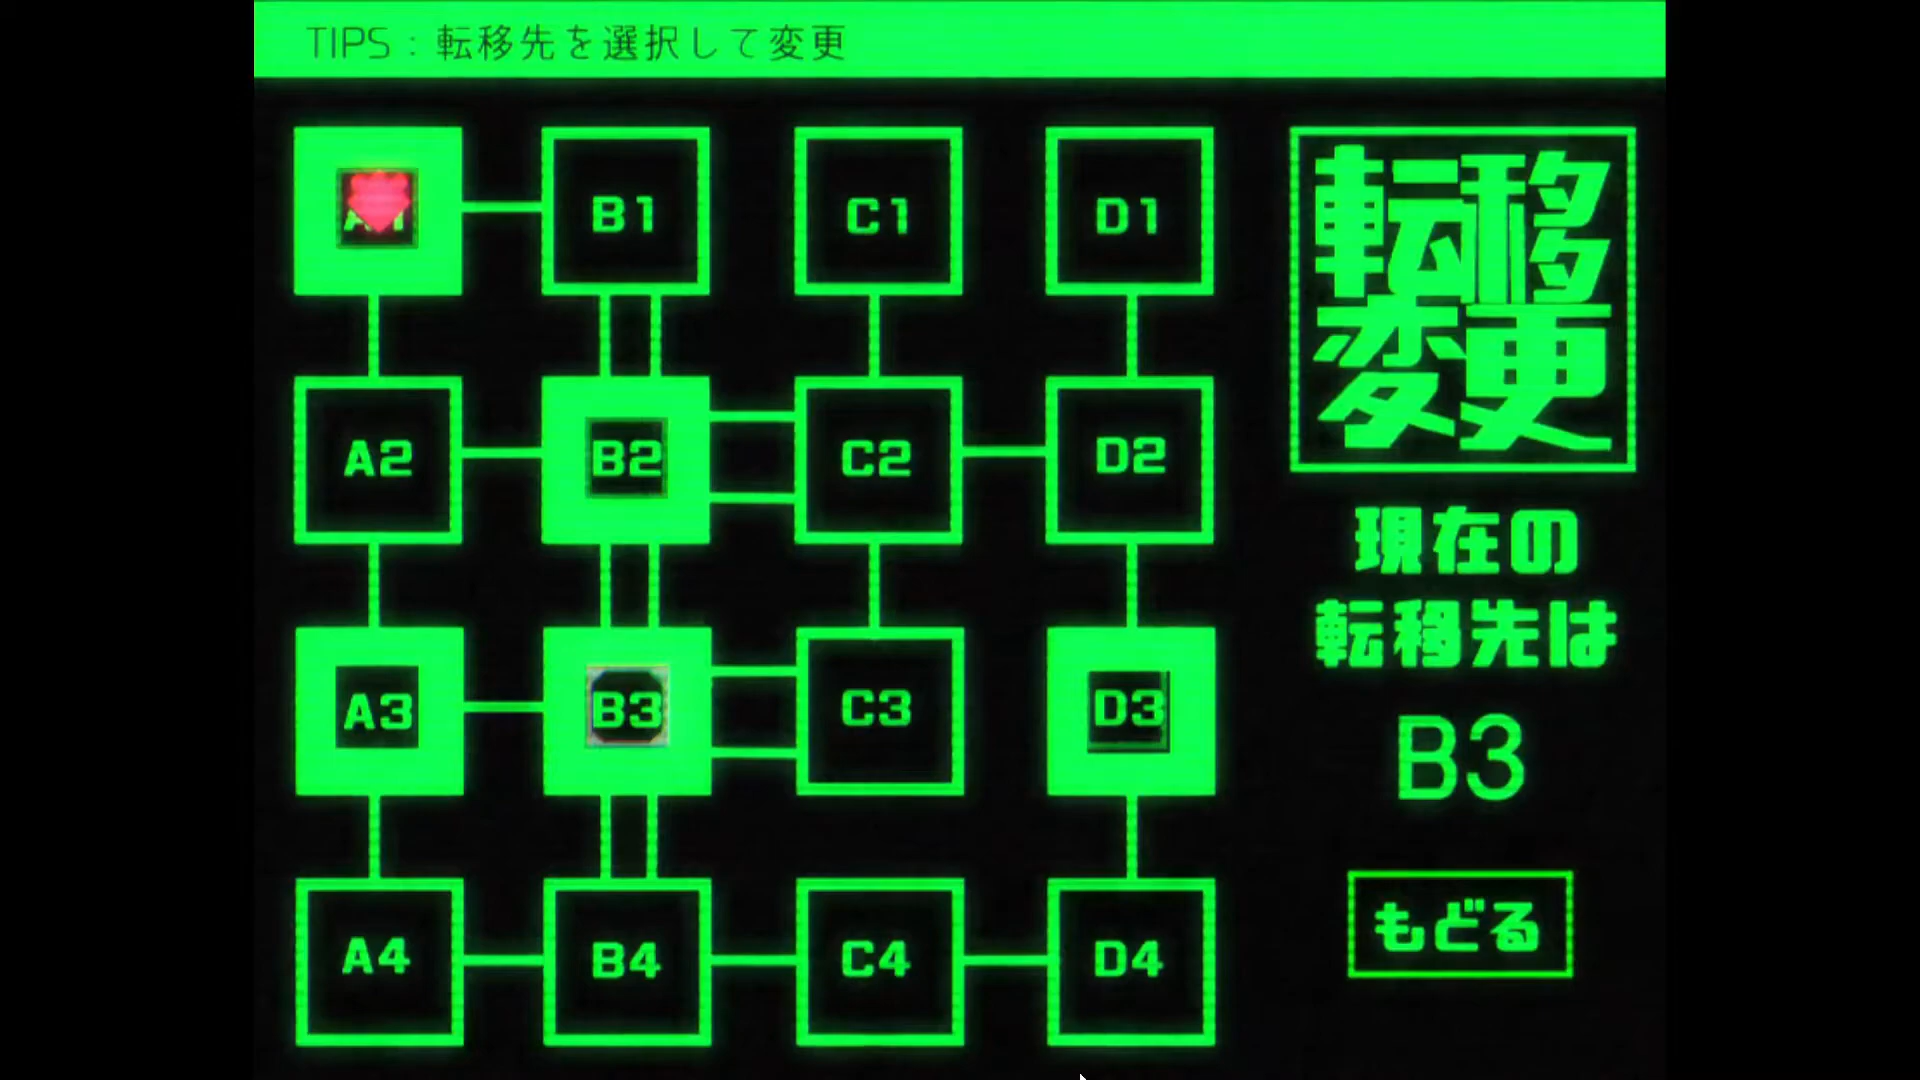 TIPS：転移先を選択して変更
A1 B1 C1 D1
A2 B2 C2 D2
A3 B3 C3 D3
A4 B4 C4 D4
転移
変更
現在の
転移先は
B3
もどる